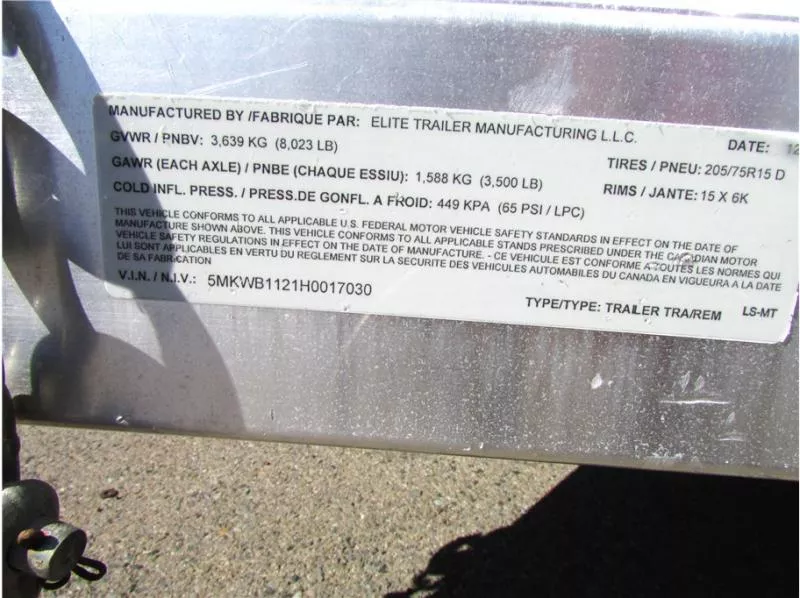 MANUFACTURED BY /FABRIQUE PAR: ELITE TRAILER MANUFACTURING L.L.C. DATE: 12
GVWR / PNBV: 3,639 KG (8,023 LB) TIRES / PNEU: 205/75R15 D
GAWR (EACH AXLE) / PNBE (CHAQUE ESSIU): 1,588 KG (3,500 LB) RIMS / JANTE: 15 X 6K
COLD INFL. PRESS. / PRESS.DE GONFL. A FROID: 449 KPA (65 PSI / LPC)
THIS VEHICLE CONFORMS TO ALL APPLICABLE U.S. FEDERAL MOTOR VEHICLE SAFETY STANDARDS IN EFFECT ON THE DATE OF
MANUFACTURE SHOWN ABOVE. THIS VEHICLE CONFORMS TO ALL APPLICABLE STANDS PRESCRIBED UNDER THE CANADIAN MOTOR
VEHICLE SAFETY REGULATIONS IN EFFECT ON THE DATE OF MANUFACTURE. - CE VEHICULE EST CONFORME A TOUTES LES NORMES QUI
LUI SONT APPLICABLES EN VERTU DU REGLEMENT SUR LA SECURITE DES VEHICULES AUTOMOBILES DU CANADA EN VIGUEUR A LA DATE
DE SA FABRICATION
V.I.N. / N.I.V.: 5MKWB1121H0017030 TYPE/TYPE: TRAILER TRA/REM LS-MT